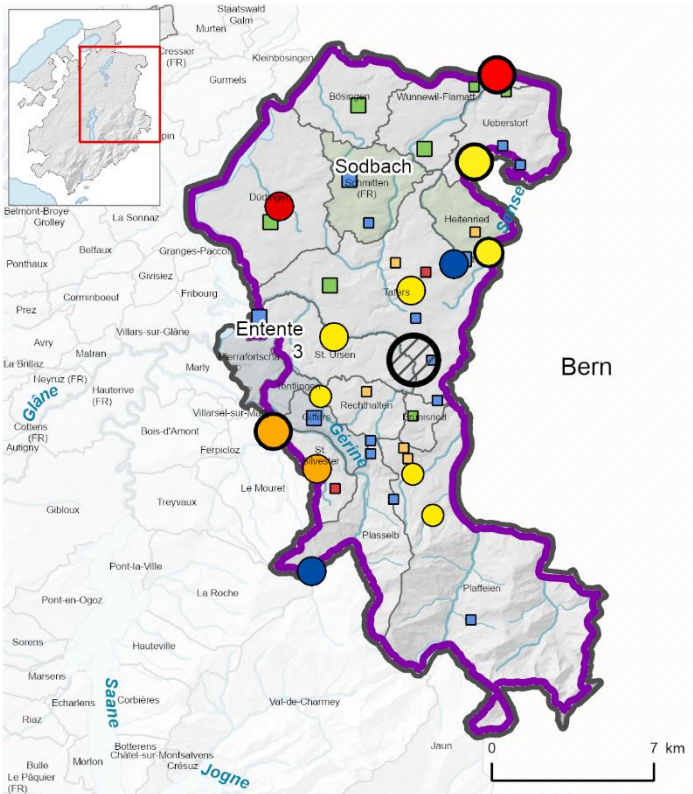 Staatswald
Galm
Murten
Cressier
(FR)
Kleinbösingen
Gurmels
Bösingen
Wünnewil-Flamatt
Ueberstorf
Sodbach
Schmitten
(FR)
Düdingen
Heitenried
Sense
Belmont-Broye
Grolley
La Sonnaz
Belfaux
Granges-Paccot
Ponthaux
Givisiez
Corminboeuf
Fribourg
Tafers
Prez
Villars-sur-Glâne
Avry
Matran
Entente
3
St. Ursen
Pierrafortscha
Marly
La Brillaz
Neyruz (FR)
Hauterive
(FR)
Glâne
Bern
Cottens
(FR)
Autigny
Villarsel-sur-Ma
Giffers
Rechthalten
Gerine
Bois-d'Amont
Ferpicloz
St.
Silvester
Le Mouret
Gibloux
Treyvaux
Plasselb
Plaffeien
Pont-la-Ville
La Roche
Pont-en-Ogoz
Sorens
Hauteville
Marsens
Echarlens
Corbières
Saane
Val-de-Charmey
Riaz
Botterens
Châtel-sur-Montsalvens
Crésuz
Morlon
Bulle
Le Pâquier
(FR)
Jogne
Jaun
0
7 km